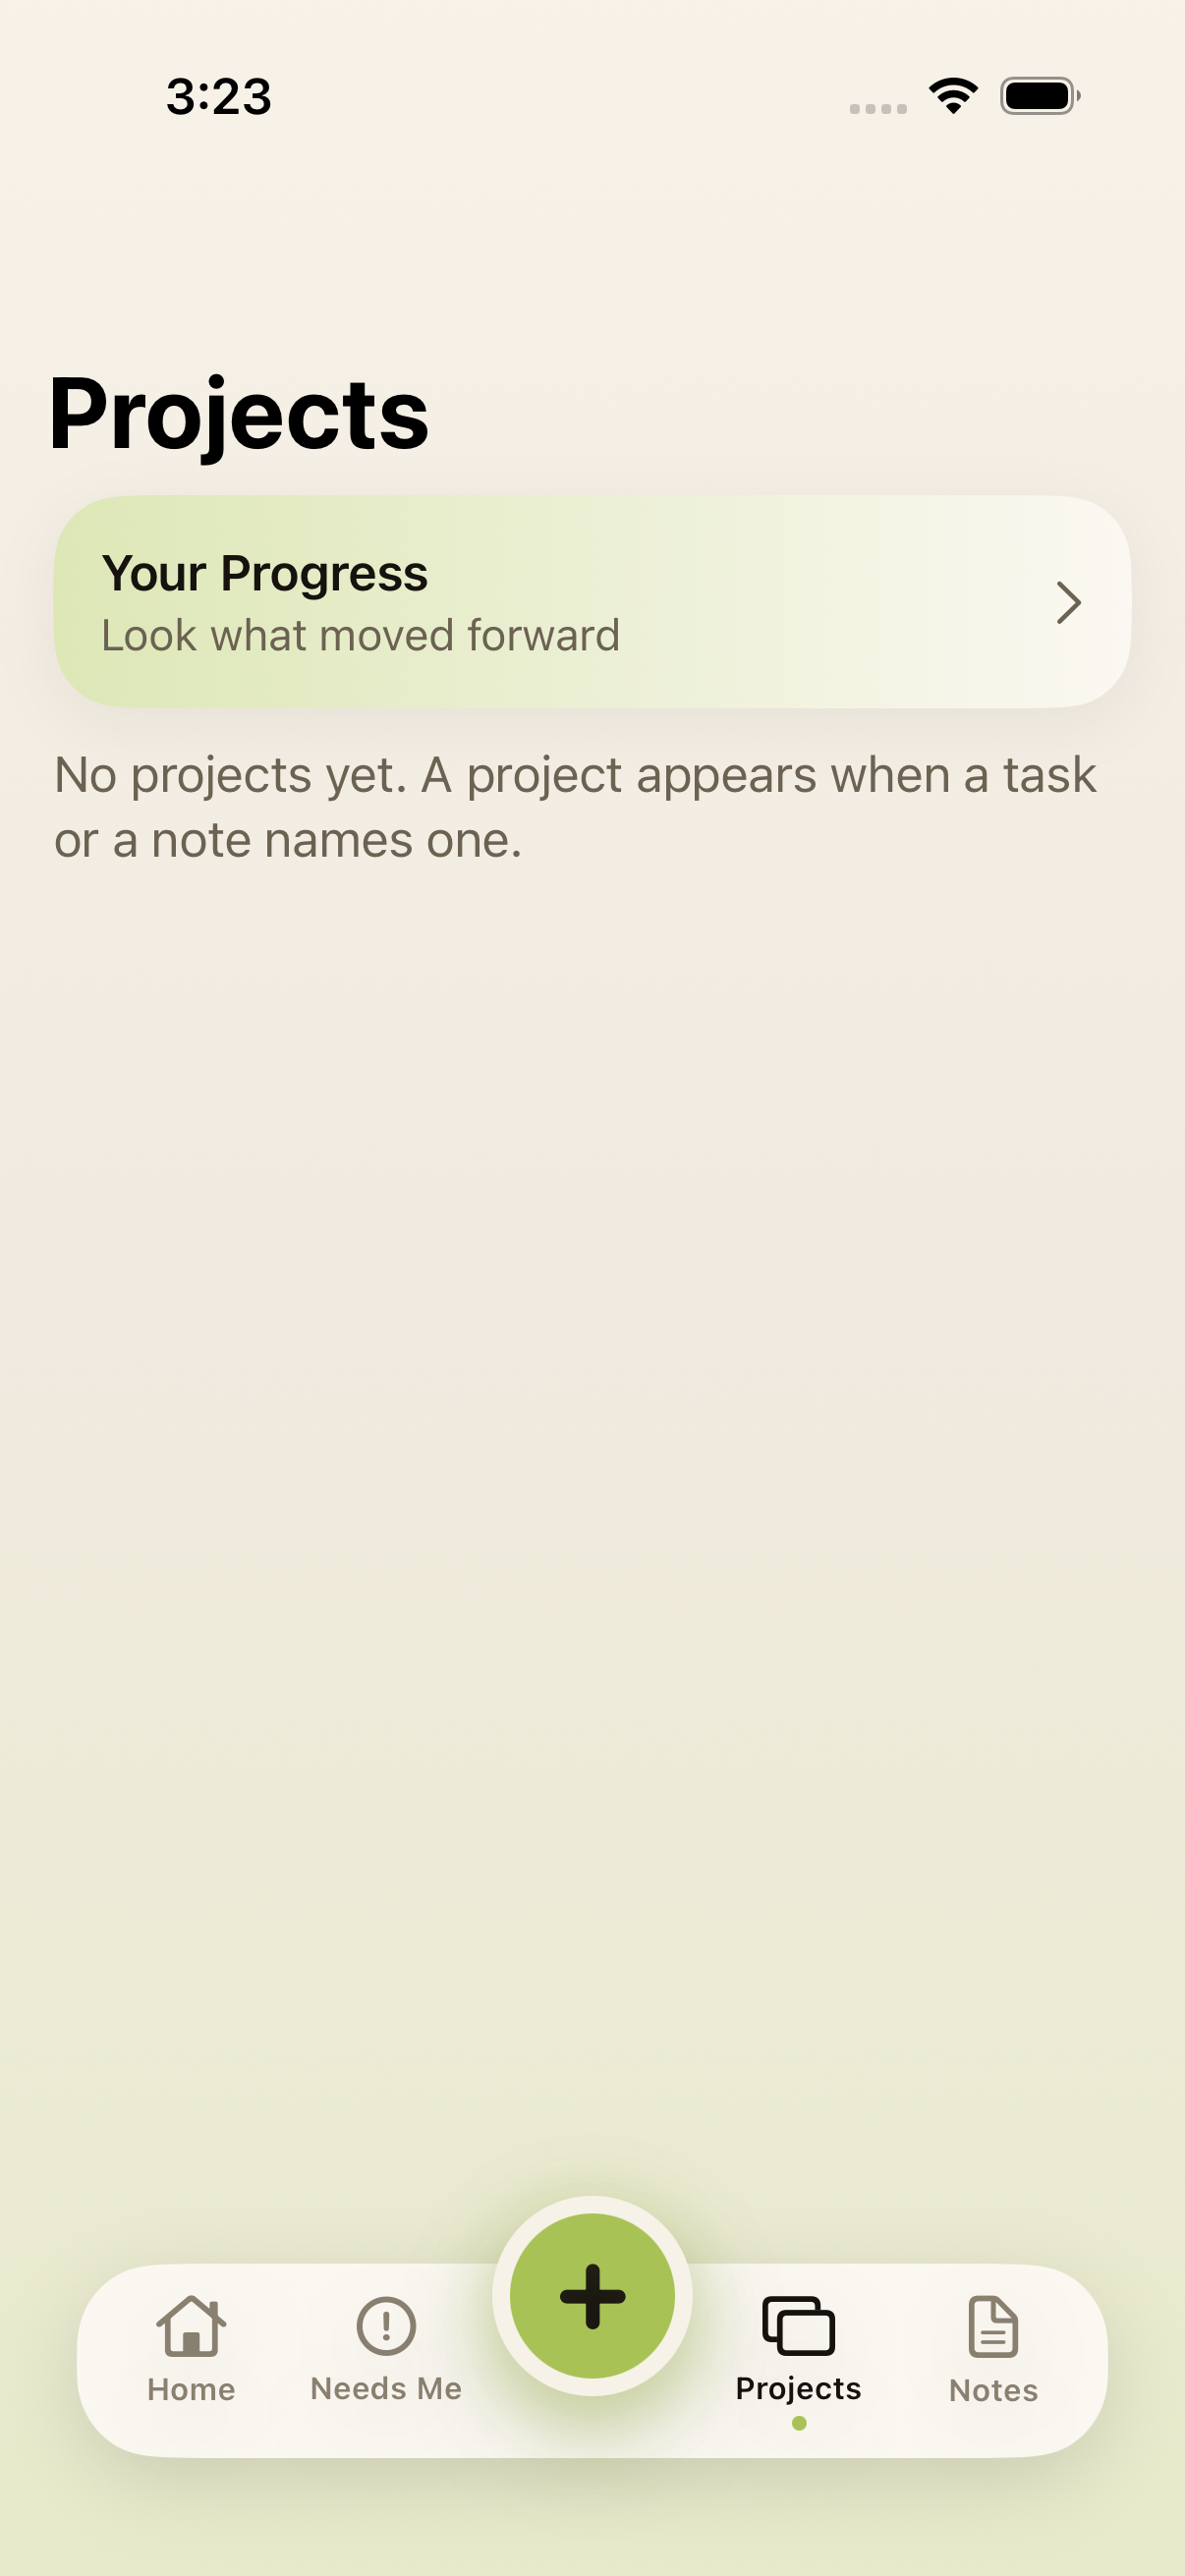 3:23
Projects
Your Progress
Look what moved forward
No projects yet. A project appears when a task
or a note names one.
Home
Needs Me
Projects
Notes